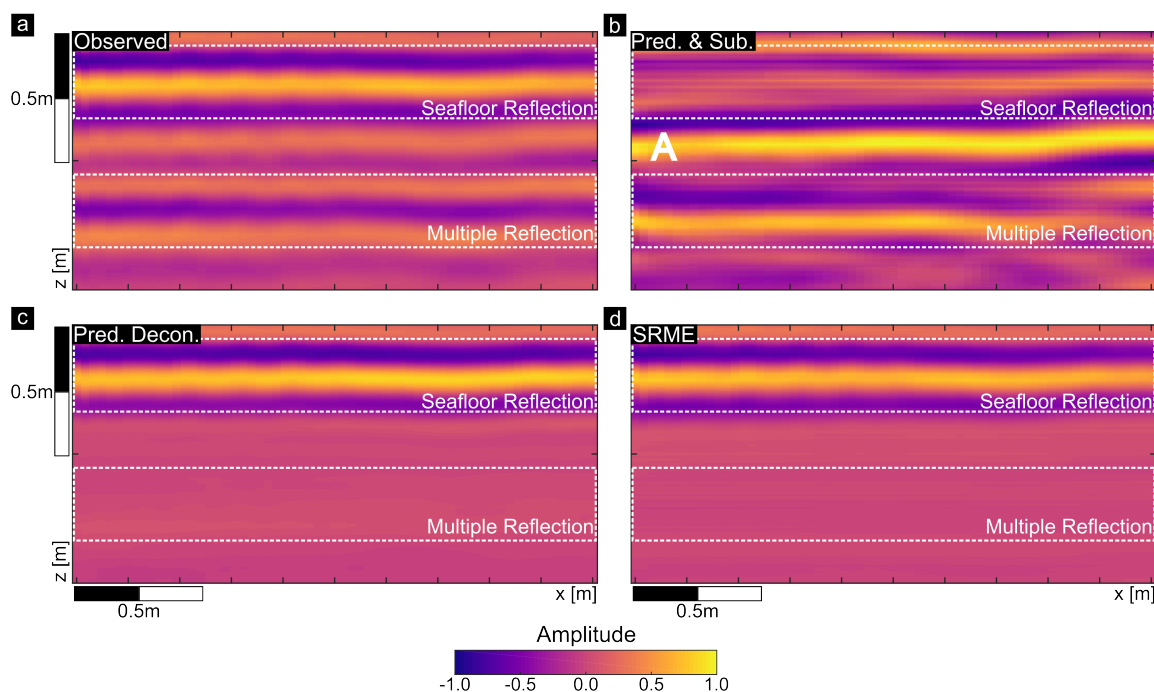 a
Observed
0.5m
Seafloor Reflection
Multiple Reflection
z [m]
b
Pred. & Sub.
Seafloor Reflection
A
Multiple Reflection
c
Pred. Decon.
0.5m
Seafloor Reflection
Multiple Reflection
z [m]
0.5m
x [m]
d
SRME
Seafloor Reflection
Multiple Reflection
0.5m
x [m]
Amplitude
-1.0 -0.5 0.0 0.5 1.0